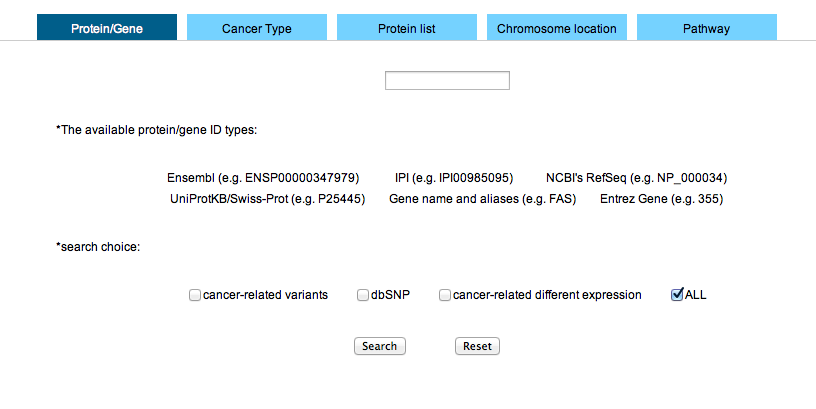 Protein/Gene Cancer Type Protein list Chromosome location Pathway
*The available protein/gene ID types:
Ensembl (e.g. ENSP00000347979) IPI (e.g. IPI00985095) NCBI's RefSeq (e.g. NP_000034)
UniProtKB/Swiss-Prot (e.g. P25445) Gene name and aliases (e.g. FAS) Entrez Gene (e.g. 355)
*search choice:
cancer-related variants dbSNP cancer-related different expression ALL
Search Reset